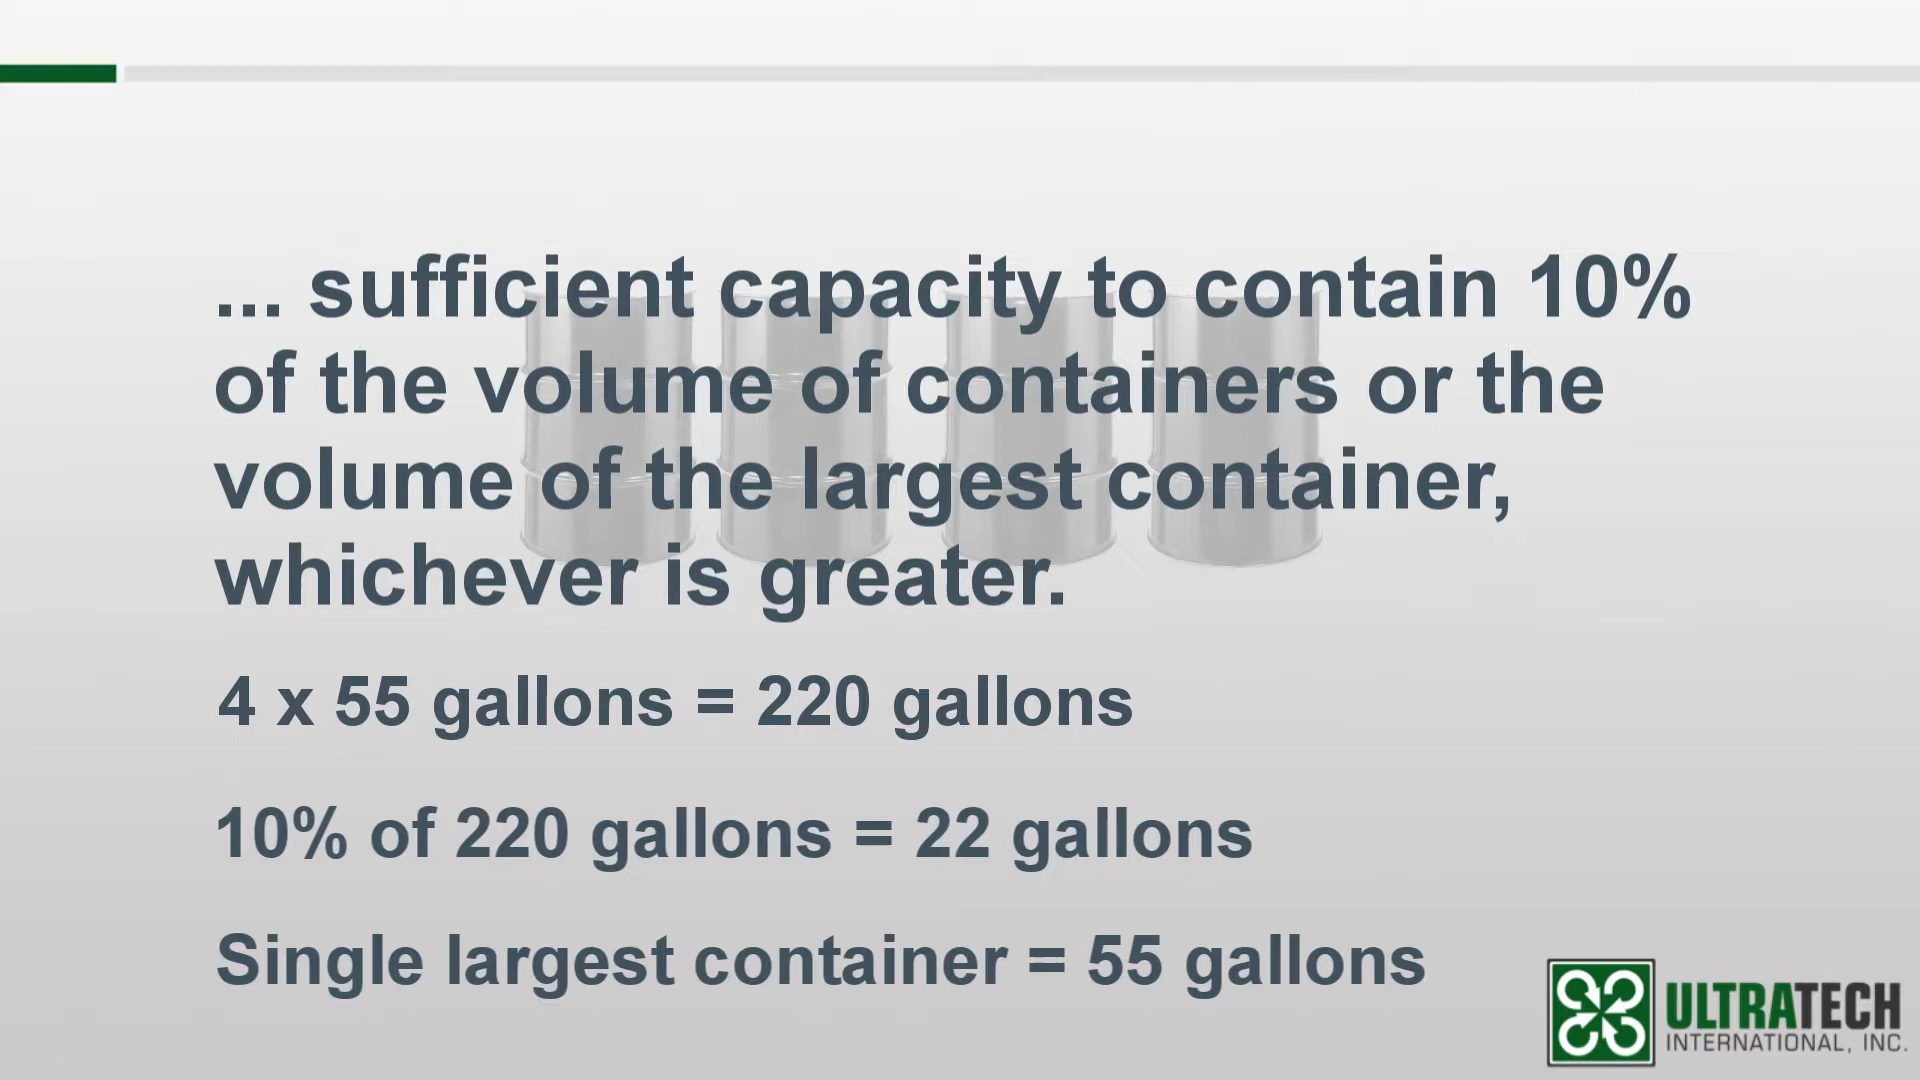 ... sufficient capacity to contain 10%
of the volume of containers or the
volume of the largest container,
whichever is greater.
4 x 55 gallons = 220 gallons
10% of 220 gallons = 22 gallons
Single largest container = 55 gallons
ULTRATECH
INTERNATIONAL, INC.